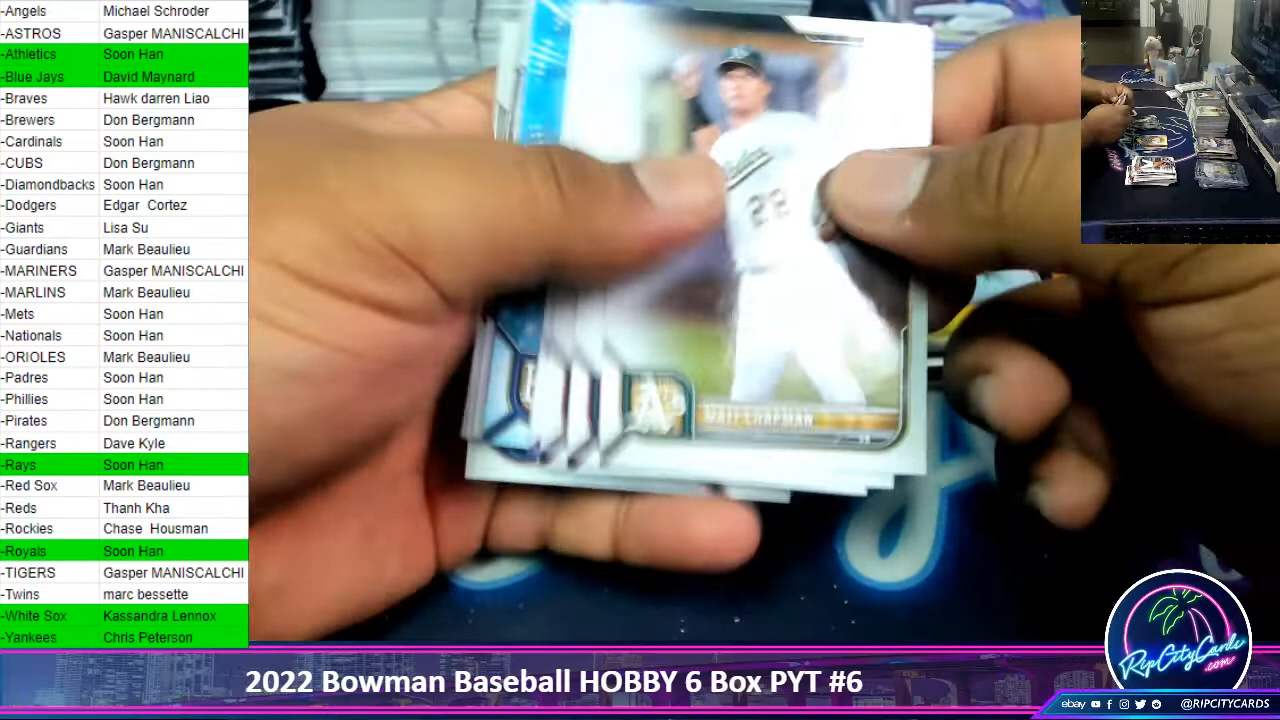 -Angels Michael Schroder
-ASTROS Gasper MANISCALCHI
-Athletics Soon Han
-Blue Jays David Maynard
-Braves Hawk darren Liao
-Brewers Don Bergmann
-Cardinals Soon Han
-CUBS Don Bergmann
-Diamondbacks Soon Han
-Dodgers Edgar Cortez
-Giants Lisa Su
-Guardians Mark Beaulieu
-MARINERS Gasper MANISCALCHI
-MARLINS Mark Beaulieu
-Mets Soon Han
-Nationals Soon Han
-ORIOLES Mark Beaulieu
-Padres Soon Han
-Phillies Soon Han
-Pirates Don Bergmann
-Rangers Dave Kyle
-Rays Soon Han
-Red Sox Mark Beaulieu
-Reds Thanh Kha
-Rockies Chase Housman
-Royals Soon Han
-TIGERS Gasper MANISCALCHI
-Twins marc bessette
-White Sox Kassandra Lennox
-Yankees Chris Peterson
A's
MATT CHAPMAN
RipCityCards
.com
2022 Bowman Baseball HOBBY 6 Box PYT #6
ebay @RIPCITYCARDS